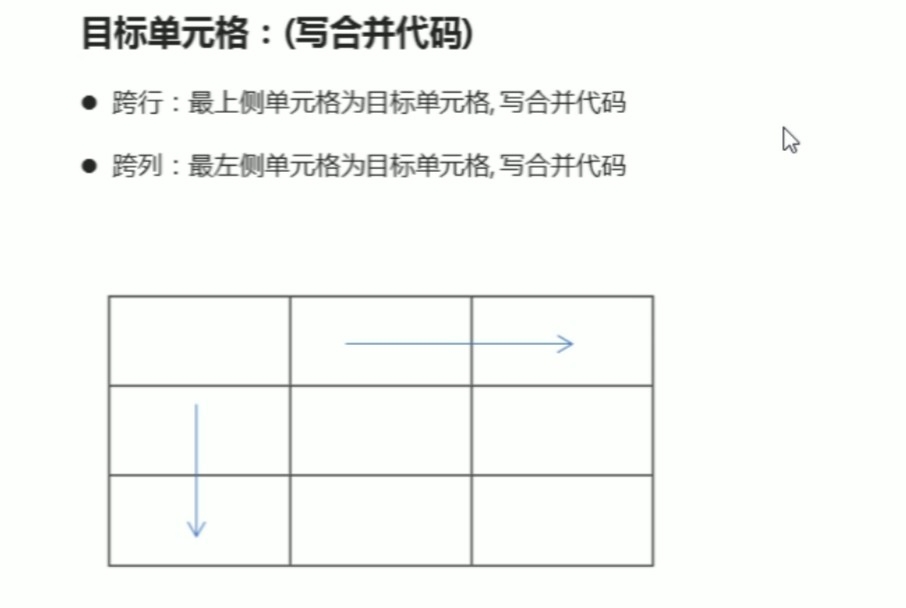 目标单元格：(写合并代码)
● 跨行：最上侧单元格为目标单元格, 写合并代码
● 跨列：最左侧单元格为目标单元格, 写合并代码